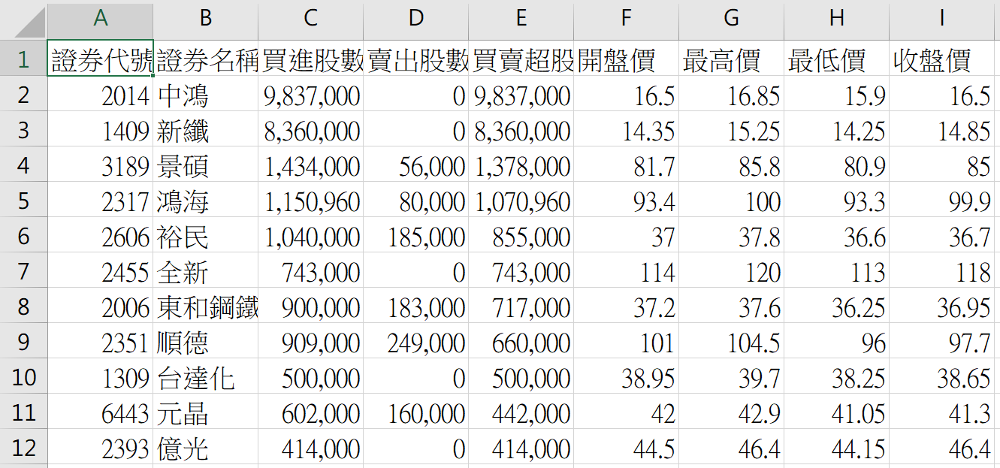 A B C D E F G H I
1 證券代號 證券名稱 買進股數 賣出股數 買賣超股 開盤價 最高價 最低價 收盤價
2 2014 中鴻 9,837,000 0 9,837,000 16.5 16.85 15.9 16.5
3 1409 新纖 8,360,000 0 8,360,000 14.35 15.25 14.25 14.85
4 3189 景碩 1,434,000 56,000 1,378,000 81.7 85.8 80.9 85
5 2317 鴻海 1,150,960 80,000 1,070,960 93.4 100 93.3 99.9
6 2606 裕民 1,040,000 185,000 855,000 37 37.8 36.6 36.7
7 2455 全新 743,000 0 743,000 114 120 113 118
8 2006 東和鋼鐵 900,000 183,000 717,000 37.2 37.6 36.25 36.95
9 2351 順德 909,000 249,000 660,000 101 104.5 96 97.7
10 1309 台達化 500,000 0 500,000 38.95 39.7 38.25 38.65
11 6443 元晶 602,000 160,000 442,000 42 42.9 41.05 41.3
12 2393 億光 414,000 0 414,000 44.5 46.4 44.15 46.4